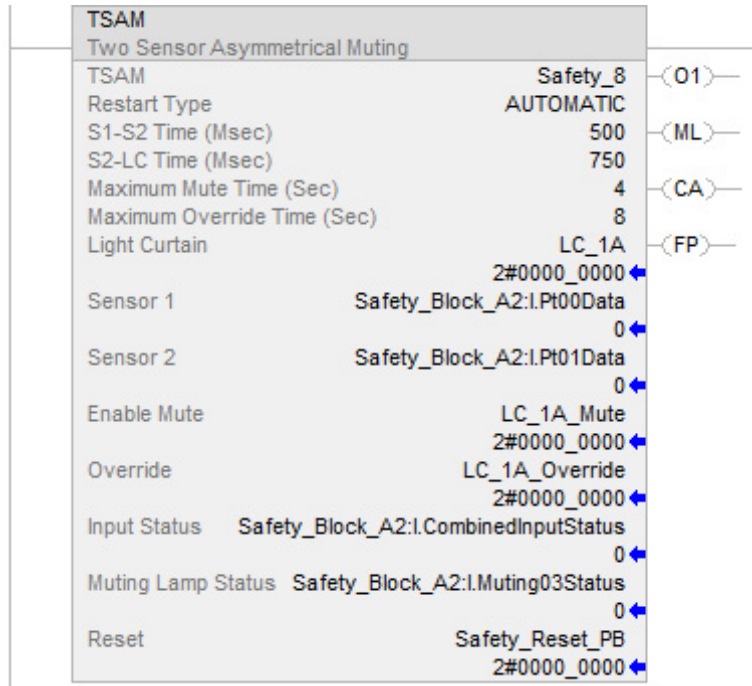 TSAM
Two Sensor Asymmetrical Muting
TSAM Safety_8 (O1)
Restart Type AUTOMATIC
S1-S2 Time (Msec) 500 (ML)
S2-LC Time (Msec) 750
Maximum Mute Time (Sec) 4 (CA)
Maximum Override Time (Sec) 8
Light Curtain LC_1A (FP)
2#0000_0000
Sensor 1 Safety_Block_A2:I.Pt00Data
0
Sensor 2 Safety_Block_A2:I.Pt01Data
0
Enable Mute LC_1A_Mute
2#0000_0000
Override LC_1A_Override
2#0000_0000
Input Status Safety_Block_A2:I.CombinedInputStatus
0
Muting Lamp Status Safety_Block_A2:I.Muting03Status
0
Reset Safety_Reset_PB
2#0000_0000